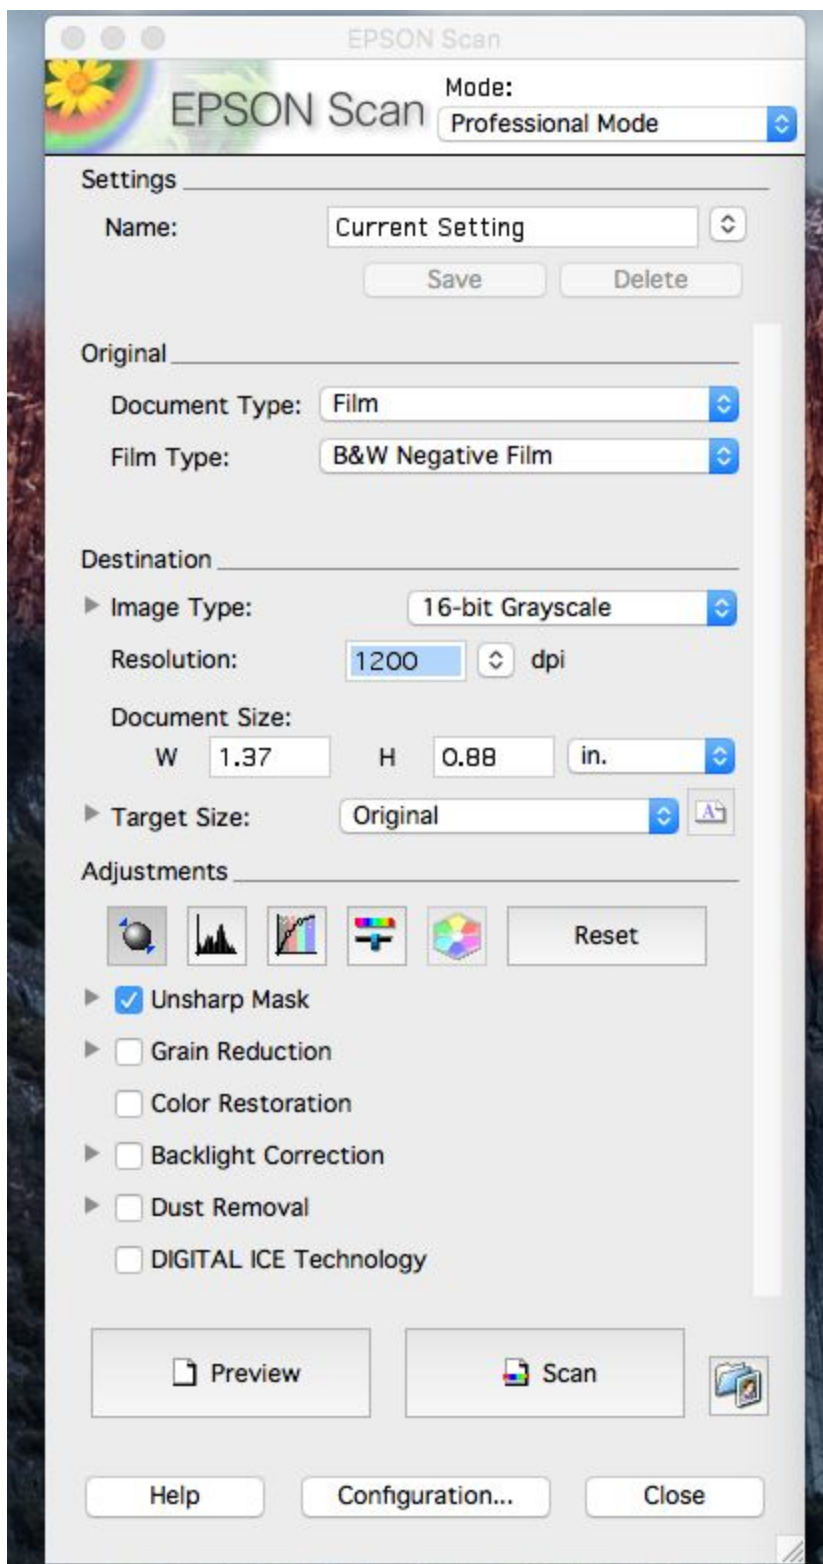 EPSON Scan
EPSON Scan
Mode:
Professional Mode
Settings
Name: Current Setting
Save Delete
Original
Document Type: Film
Film Type: B&W Negative Film
Destination
Image Type: 16-bit Grayscale
Resolution: 1200 dpi
Document Size:
W 1.37 H 0.88 in.
Target Size: Original A
Adjustments
Reset
Unsharp Mask
Grain Reduction
Color Restoration
Backlight Correction
Dust Removal
DIGITAL ICE Technology
Preview Scan
Help Configuration... Close